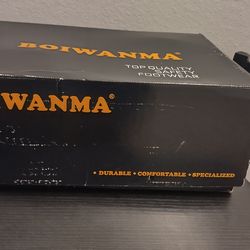 BOIWANMA®
TOP QUALITY
SAFETY
FOOTWEAR
WANMA®
• DURABLE • COMFORTABLE • SPECIALIZED